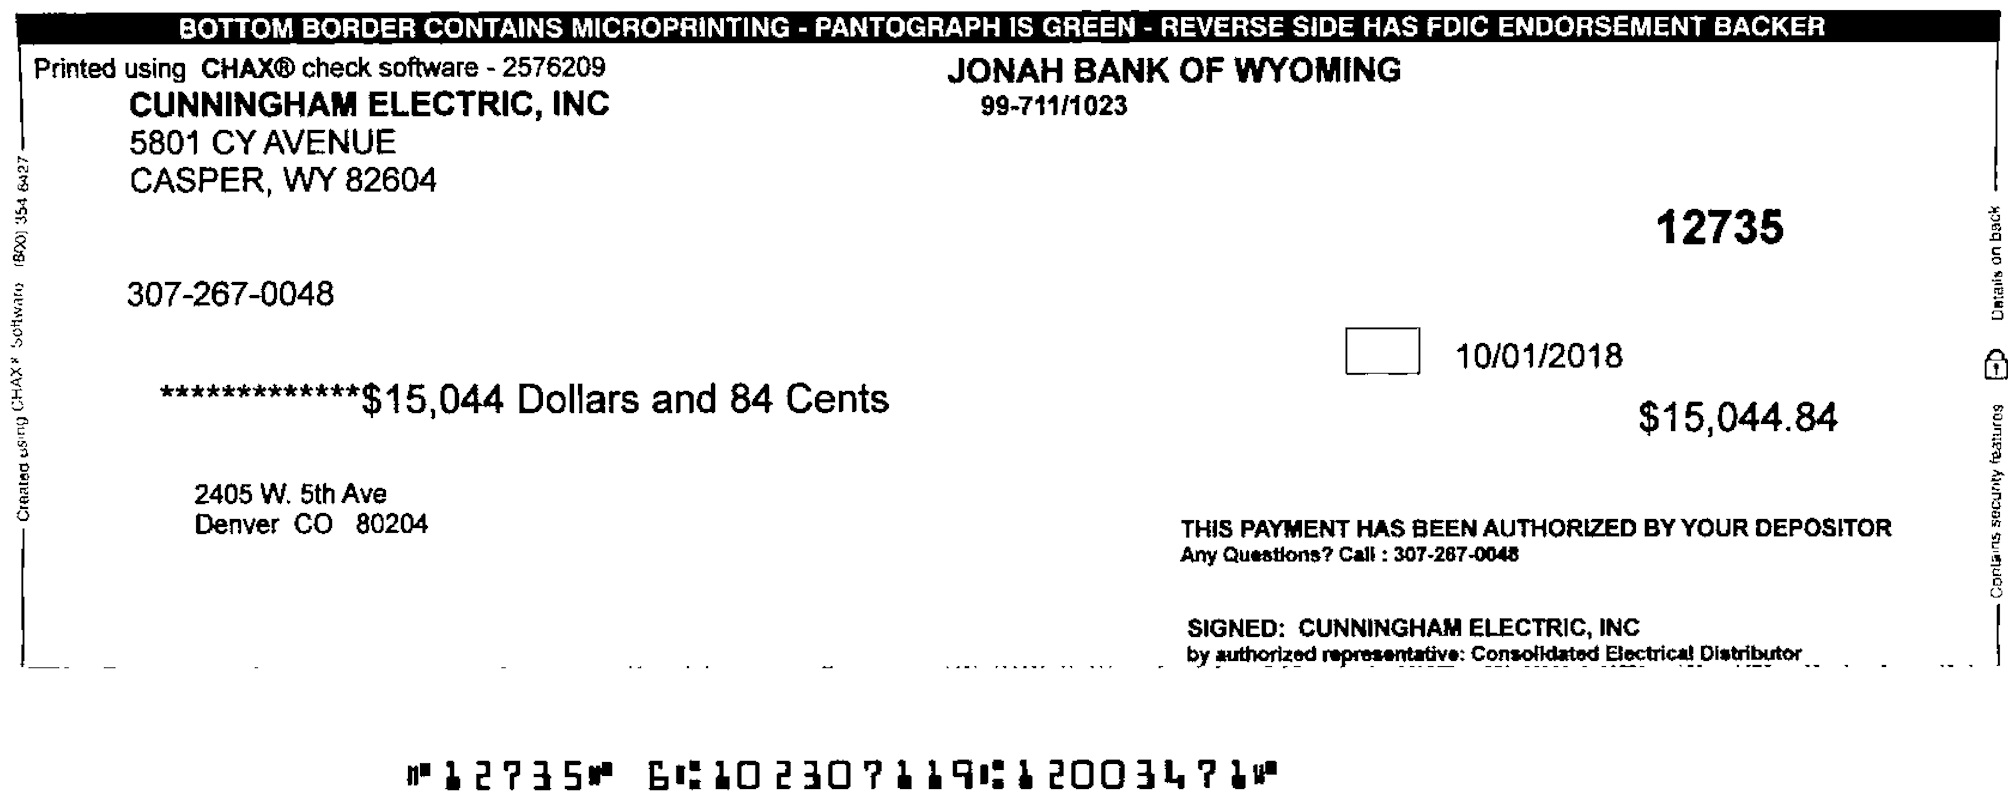 BOTTOM BORDER CONTAINS MICROPRINTING - PANTOGRAPH IS GREEN - REVERSE SIDE HAS FDIC ENDORSEMENT BACKER
Printed using CHAX® check software - 2576209
CUNNINGHAM ELECTRIC, INC
5801 CY AVENUE
CASPER, WY 82604
JONAH BANK OF WYOMING
99-711/1023
12735
307-267-0048
10/01/2018
*************$15,044 Dollars and 84 Cents
$15,044.84
2405 W. 5th Ave
Denver CO 80204
THIS PAYMENT HAS BEEN AUTHORIZED BY YOUR DEPOSITOR
Any Questions? Call : 307-267-0048
SIGNED: CUNNINGHAM ELECTRIC, INC
by authorized representative: Consolidated Electrical Distributor
Created using CHAX® Software (800) 354 6427
Contains security features Details on back
⑈12735⑈ 6⑆102307119⑆12003471⑈